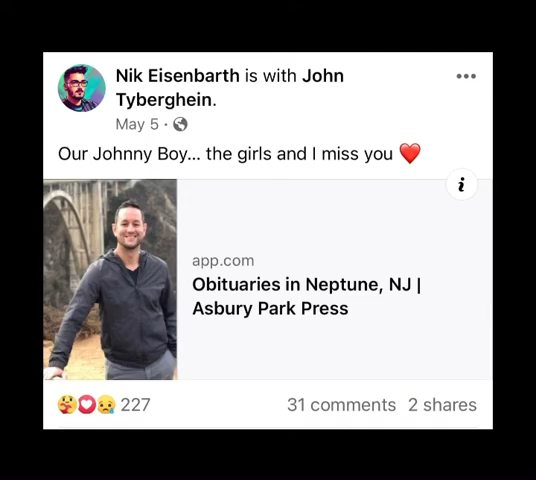 Nik Eisenbarth is with John
Tyberghein.
May 5 ·
Our Johnny Boy... the girls and I miss you ❤️
i
app.com
Obituaries in Neptune, NJ |
Asbury Park Press
227 31 comments 2 shares